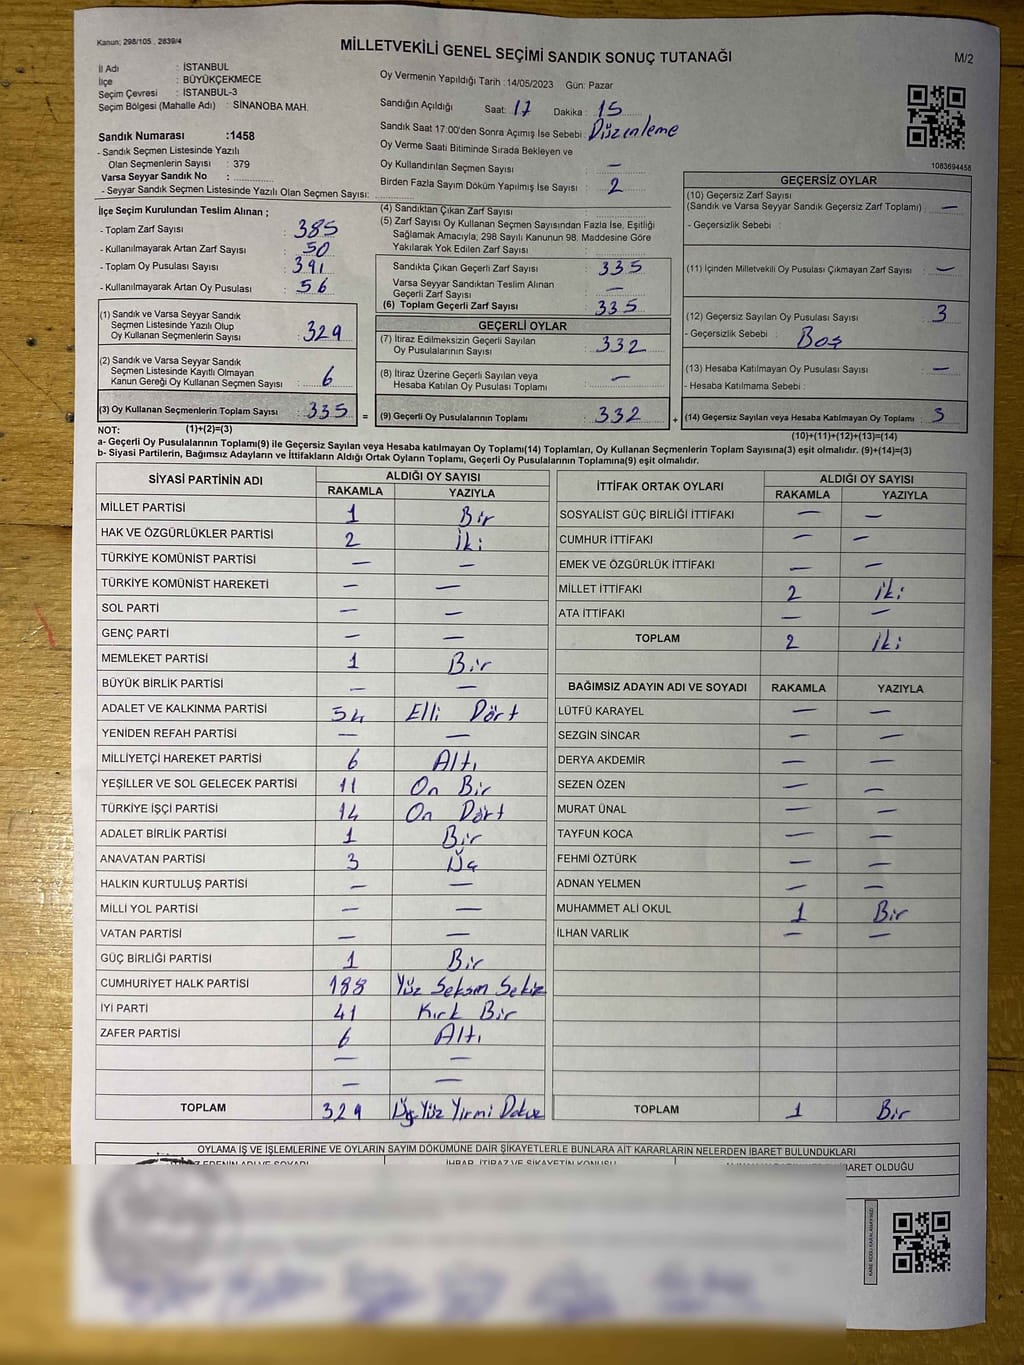 Kanun: 298/105 , 2839/4
MİLLETVEKİLİ GENEL SEÇİMİ SANDIK SONUÇ TUTANAĞI
M/2
İl Adı : İSTANBUL
İlçe : BÜYÜKÇEKMECE
Seçim Çevresi : İSTANBUL-3
Seçim Bölgesi (Mahalle Adı) : SİNANOBA MAH.
Sandık Numarası :1458
- Sandık Seçmen Listesinde Yazılı
Olan Seçmenlerin Sayısı : 379
Varsa Seyyar Sandık No :
- Seyyar Sandık Seçmen Listesinde Yazılı Olan Seçmen Sayısı:
Oy Vermenin Yapıldığı Tarih : 14/05/2023 Gün: Pazar
Sandığın Açıldığı Saat: 17 Dakika : 15
Sandık Saat 17:00'den Sonra Açımış İse Sebebi : Düzenleme
Oy Verme Saati Bitiminde Sırada Bekleyen ve
Oy Kullandırılan Seçmen Sayısı : —
Birden Fazla Sayım Döküm Yapılmış İse Sayısı : 2
1083694458
İlçe Seçim Kurulundan Teslim Alınan ;
- Toplam Zarf Sayısı : 385
- Kullanılmayarak Artan Zarf Sayısı : 50
- Toplam Oy Pusulası Sayısı : 391
- Kullanılmayarak Artan Oy Pusulası : 56
(1) Sandık ve Varsa Seyyar Sandık
Seçmen Listesinde Yazılı Olup
Oy Kullanan Seçmenlerin Sayısı : 329
(2) Sandık ve Varsa Seyyar Sandık
Seçmen Listesinde Kayıtlı Olmayan
Kanun Gereği Oy Kullanan Seçmen Sayısı : 6
(3) Oy Kullanan Seçmenlerin Toplam Sayısı : 335 =
(4) Sandıktan Çıkan Zarf Sayısı :
(5) Zarf Sayısı Oy Kullanan Seçmen Sayısından Fazla İse, Eşitliği
Sağlamak Amacıyla, 298 Sayılı Kanunun 98. Maddesine Göre
Yakılarak Yok Edilen Zarf Sayısı :
Sandıkta Çıkan Geçerli Zarf Sayısı : 335
Varsa Seyyar Sandıktan Teslim Alınan
Geçerli Zarf Sayısı : —
(6) Toplam Geçerli Zarf Sayısı : 335
GEÇERLİ OYLAR
(7) İtiraz Edilmeksizin Geçerli Sayılan
Oy Pusulalarının Sayısı : 332
(8) İtiraz Üzerine Geçerli Sayılan veya
Hesaba Katılan Oy Pusulası Toplamı : —
(9) Geçerli Oy Pusulalarının Toplamı : 332 +
GEÇERSİZ OYLAR
(10) Geçersiz Zarf Sayısı
(Sandık ve Varsa Seyyar Sandık Geçersiz Zarf Toplamı) : —
- Geçersizlik Sebebi :
(11) İçinden Milletvekili Oy Pusulası Çıkmayan Zarf Sayısı : —
(12) Geçersiz Sayılan Oy Pusulası Sayısı : 3
- Geçersizlik Sebebi : Boş
(13) Hesaba Katılmayan Oy Pusulası Sayısı : —
- Hesaba Katılmama Sebebi :
(14) Geçersiz Sayılan veya Hesaba Katılmayan Oy Toplamı : 3
NOT: (1)+(2)=(3)
(10)+(11)+(12)+(13)=(14)
a- Geçerli Oy Pusulalarının Toplamı(9) ile Geçersiz Sayılan veya Hesaba katılmayan Oy Toplamı(14) Toplamları, Oy Kullanan Seçmenlerin Toplam Sayısına(3) eşit olmalıdır. (9)+(14)=(3)
b- Siyasi Partilerin, Bağımsız Adayların ve İttifakların Aldığı Ortak Oyların Toplamı, Geçerli Oy Pusulalarının Toplamına(9) eşit olmalıdır.
SİYASİ PARTİNİN ADI ALDIĞI OY SAYISI
RAKAMLA YAZIYLA
MİLLET PARTİSİ 1 Bir
HAK VE ÖZGÜRLÜKLER PARTİSİ 2 İki
TÜRKİYE KOMÜNİST PARTİSİ — —
TÜRKİYE KOMÜNİST HAREKETİ — —
SOL PARTİ — —
GENÇ PARTİ — —
MEMLEKET PARTİSİ 1 Bir
BÜYÜK BİRLİK PARTİSİ — —
ADALET VE KALKINMA PARTİSİ 54 Elli Dört
YENİDEN REFAH PARTİSİ — —
MİLLİYETÇİ HAREKET PARTİSİ 6 Altı
YEŞİLLER VE SOL GELECEK PARTİSİ 11 On Bir
TÜRKİYE İŞÇİ PARTİSİ 14 On Dört
ADALET BİRLİK PARTİSİ 1 Bir
ANAVATAN PARTİSİ 3 Üç
HALKIN KURTULUŞ PARTİSİ — —
MİLLİ YOL PARTİSİ — —
VATAN PARTİSİ — —
GÜÇ BİRLİĞİ PARTİSİ 1 Bir
CUMHURİYET HALK PARTİSİ 188 Yüz Seksen Sekiz
İYİ PARTİ 41 Kırk Bir
ZAFER PARTİSİ 6 Altı
— —
— —
TOPLAM 329 Üç Yüz Yirmi Dokuz
İTTİFAK ORTAK OYLARI ALDIĞI OY SAYISI
RAKAMLA YAZIYLA
SOSYALİST GÜÇ BİRLİĞİ İTTİFAKI — —
CUMHUR İTTİFAKI — —
EMEK VE ÖZGÜRLÜK İTTİFAKI — —
MİLLET İTTİFAKI 2 İki
ATA İTTİFAKI — —
TOPLAM 2 İki
BAĞIMSIZ ADAYIN ADI VE SOYADI RAKAMLA YAZIYLA
LÜTFÜ KARAYEL — —
SEZGİN SİNCAR — —
DERYA AKDEMİR — —
SEZEN ÖZEN — —
MURAT ÜNAL — —
TAYFUN KOCA — —
FEHMİ ÖZTÜRK — —
ADNAN YELMEN — —
MUHAMMET ALİ OKUL 1 Bir
İLHAN VARLIK — —
TOPLAM 1 Bir
OYLAMA İŞ VE İŞLEMLERİNE VE OYLARIN SAYIM DÖKÜMÜNE DAİR ŞİKAYETLERLE BUNLARA AİT KARARLARIN NELERDEN İBARET BULUNDUKLARI
İHBAR, İTİRAZ VE ŞİKAYETİN KONUSU
İBARET OLDUĞU